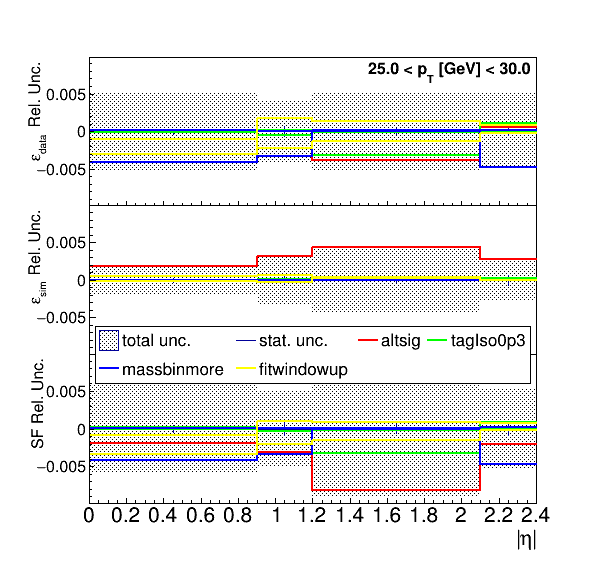 25.0 < p_T [GeV] < 30.0
ε_data Rel. Unc.
0.005
0
−0.005
ε_sim Rel. Unc.
0.005
0
−0.005
total unc. stat. unc. altsig tagIso0p3
massbinmore fitwindowup
SF Rel. Unc.
0.005
0
−0.005
0 0.2 0.4 0.6 0.8 1 1.2 1.4 1.6 1.8 2 2.2 2.4
|η|